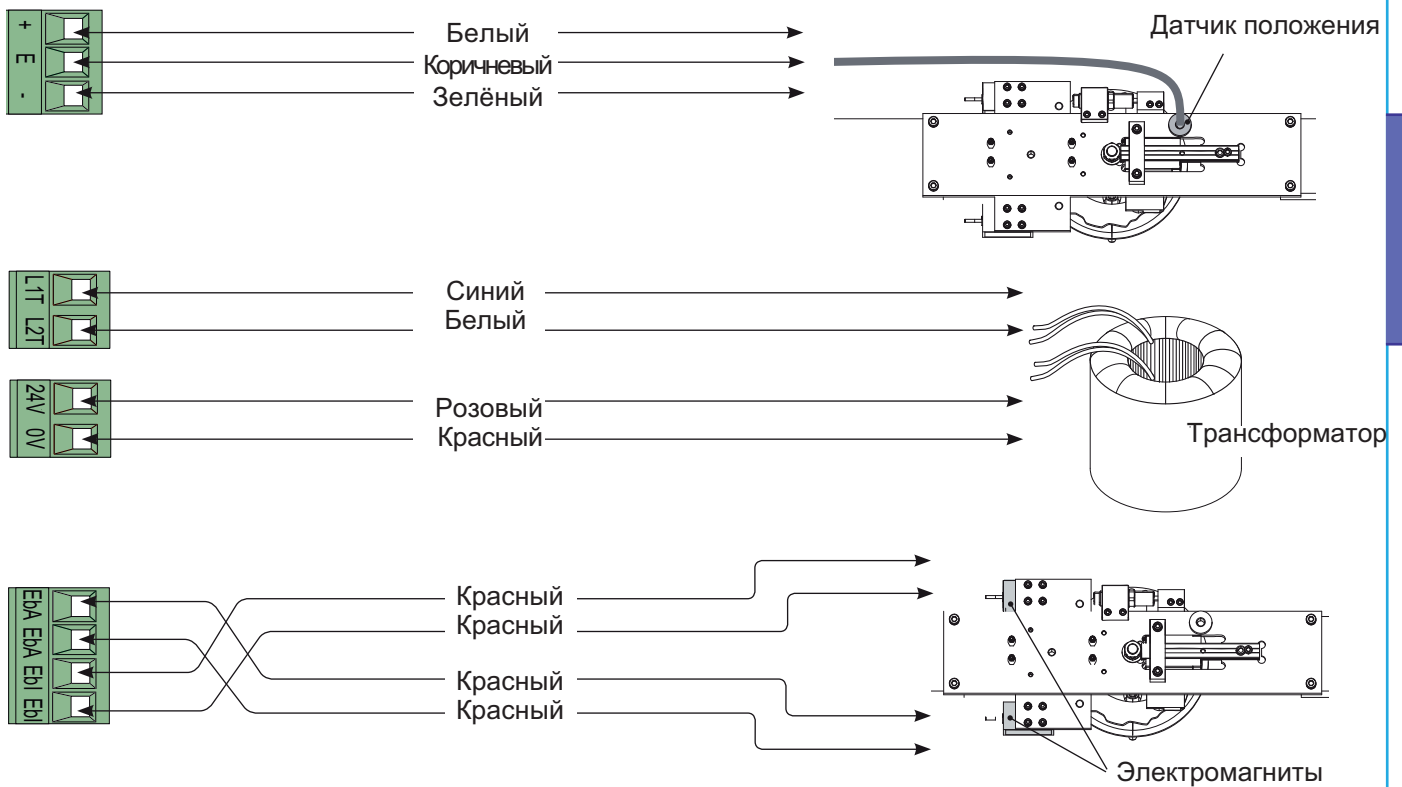 + Белый Датчик положения
E Коричневый
- Зелёный
L1T Синий
L2T Белый
24V Розовый
0V Красный
Трансформатор
EbA Красный
EbA Красный
EbI Красный
EbI Красный
Электромагниты